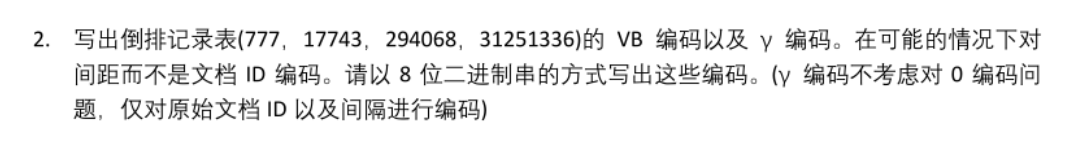 2. 写出倒排记录表(777，17743，294068，31251336)的 VB 编码以及 γ 编码。在可能的情况下对
间距而不是文档 ID 编码。请以 8 位二进制串的方式写出这些编码。(γ 编码不考虑对 0 编码问
题，仅对原始文档 ID 以及间隔进行编码)